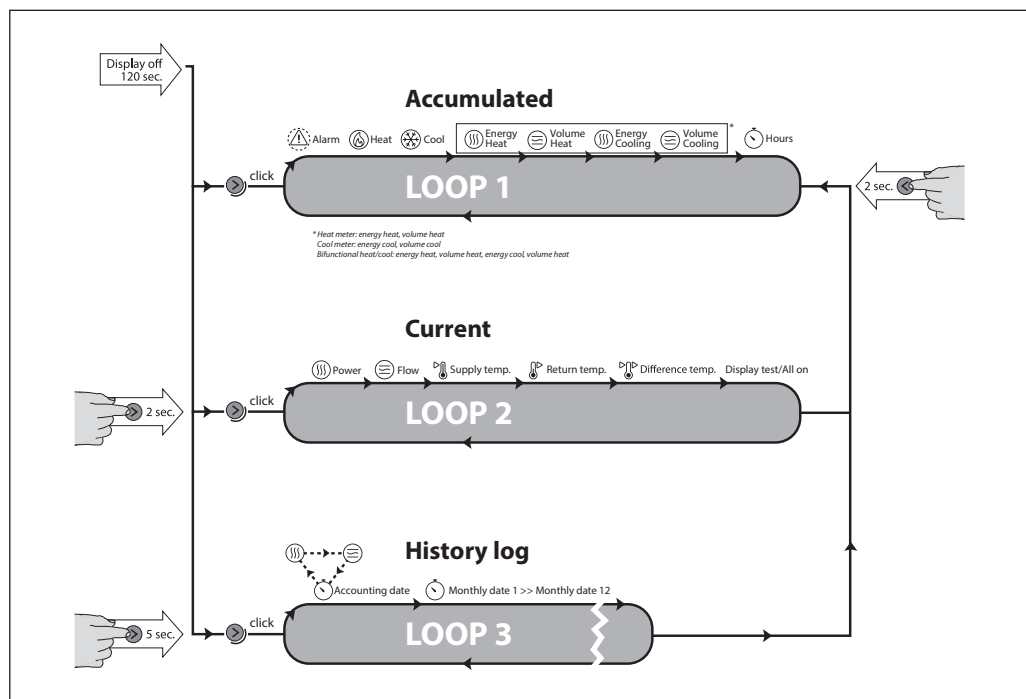 Display off
120 sec.
Accumulated
Alarm
Heat
Cool
Energy
Heat
Volume
Heat
Energy
Cooling
Volume
Cooling
*
Hours
click
LOOP 1
2 sec.
* Heat meter: energy heat, volume heat
Cool meter: energy cool, volume cool
Bifunctional heat/cool: energy heat, volume heat, energy cool, volume heat
Current
Power
Flow
Supply temp.
Return temp.
Difference temp.
Display test/All on
2 sec.
click
LOOP 2
History log
Accounting date
Monthly date 1 >> Monthly date 12
5 sec.
click
LOOP 3